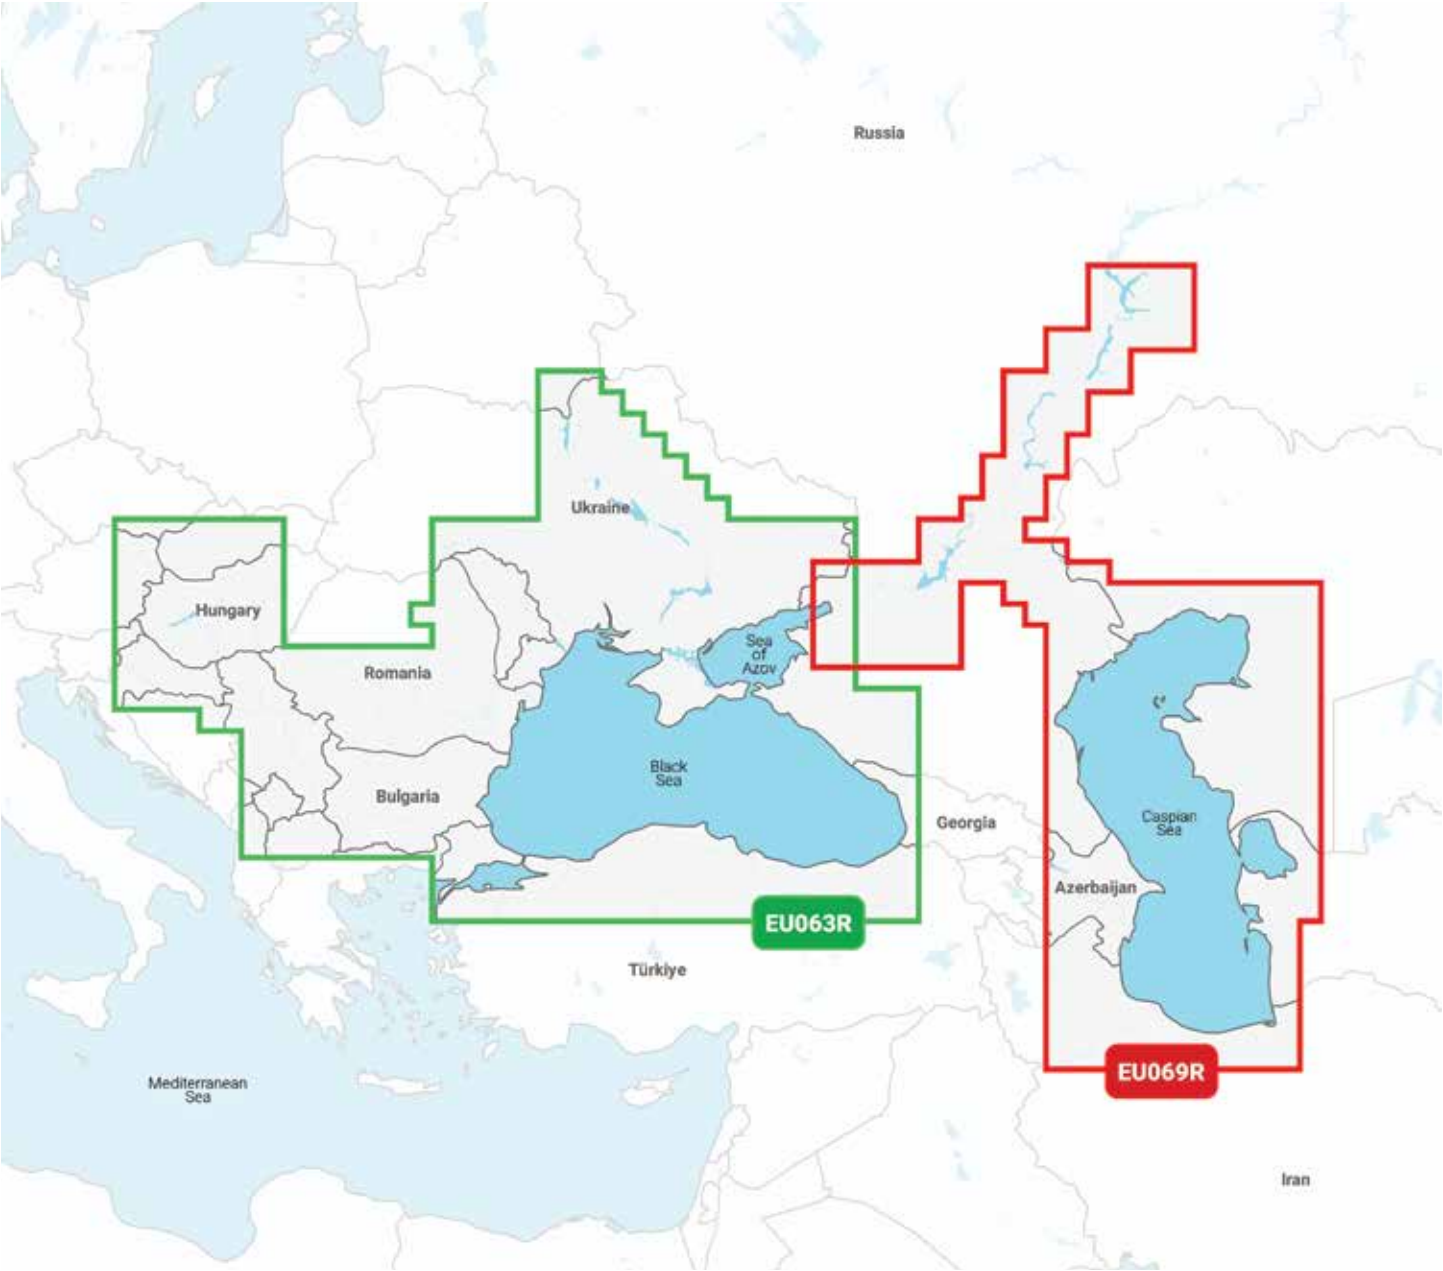 Russia
Ukraine
Hungary
Sea
of
Azov
Romania
Black
Sea
Bulgaria
Georgia
Caspian
Sea
Azerbaijan
EU063R
Türkiye
EU069R
Mediterranean
Sea
Iran